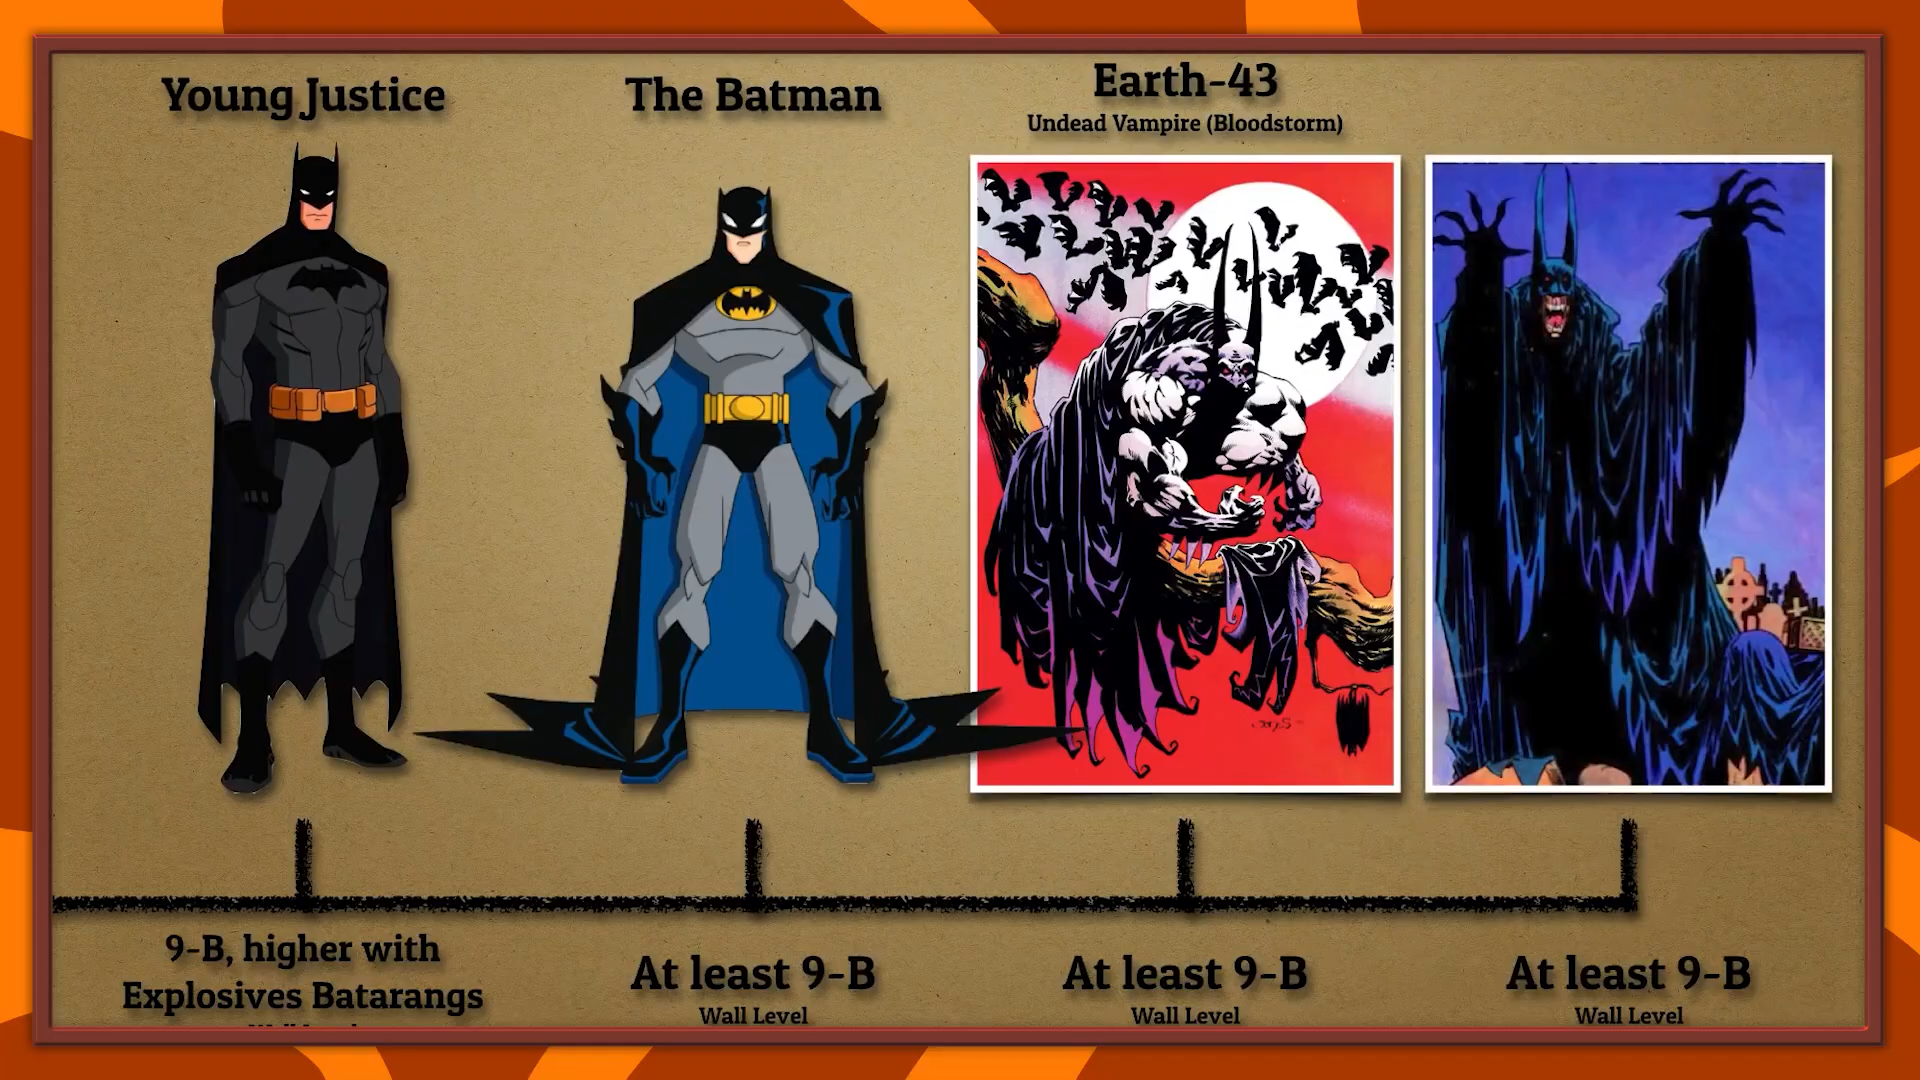 Young Justice
The Batman
Earth-43
Undead Vampire (Bloodstorm)
9-B, higher with
Explosives Batarangs
At least 9-B
Wall Level
At least 9-B
Wall Level
At least 9-B
Wall Level